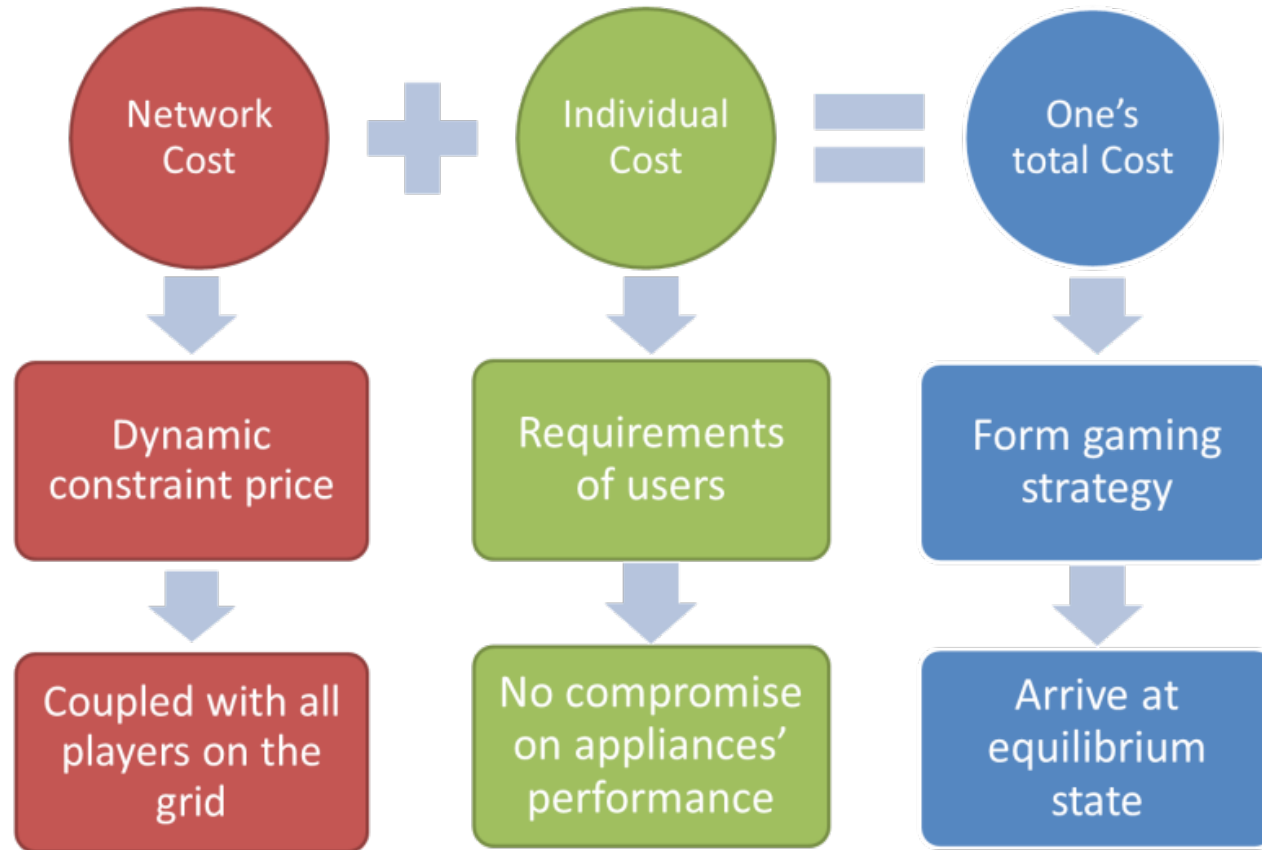 Network
Cost
Individual
Cost
One’s
total Cost
Dynamic
constraint price
Requirements
of users
Form gaming
strategy
Coupled with all
players on the
grid
No compromise
on appliances’
performance
Arrive at
equilibrium
state